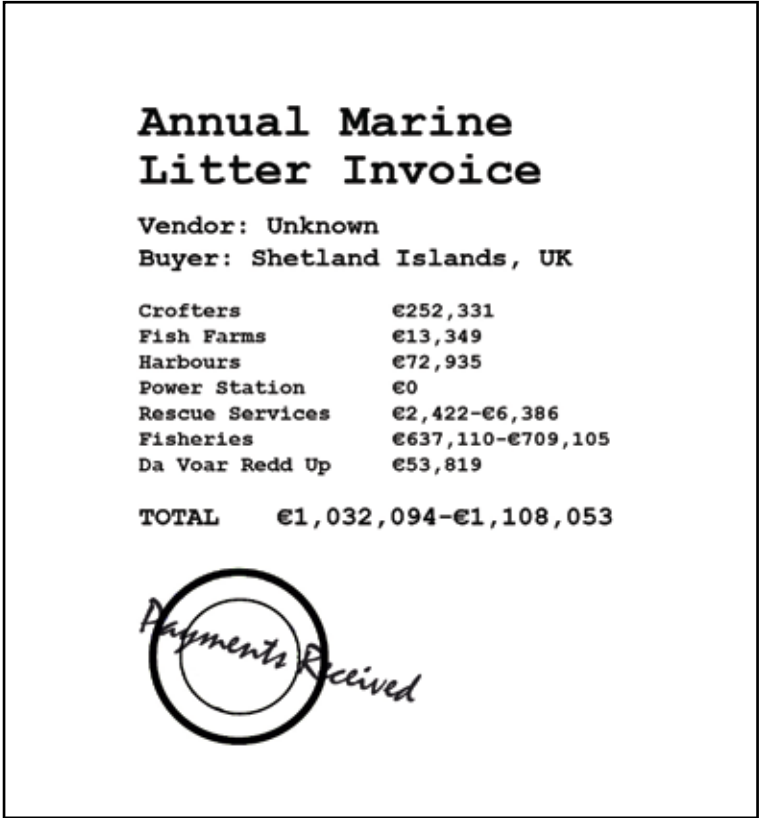 Annual Marine
Litter Invoice
Vendor: Unknown
Buyer: Shetland Islands, UK
Crofters €252,331
Fish Farms €13,349
Harbours €72,935
Power Station €0
Rescue Services €2,422-€6,386
Fisheries €637,110-€709,105
Da Voar Redd Up €53,819
TOTAL €1,032,094-€1,108,053
Payments Received